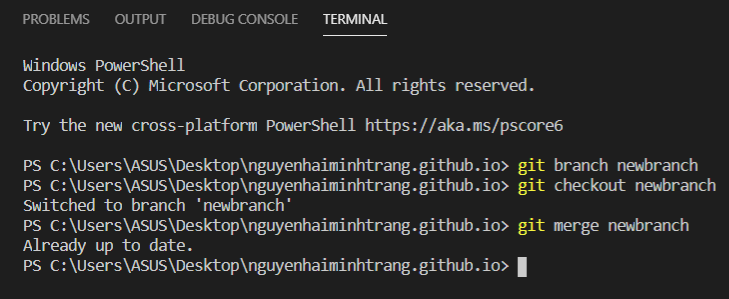 PROBLEMS OUTPUT DEBUG CONSOLE TERMINAL
Windows PowerShell
Copyright (C) Microsoft Corporation. All rights reserved.
Try the new cross-platform PowerShell https://aka.ms/pscore6
PS C:\Users\ASUS\Desktop\nguyenhaiminhtrang.github.io> git branch newbranch
PS C:\Users\ASUS\Desktop\nguyenhaiminhtrang.github.io> git checkout newbranch
Switched to branch 'newbranch'
PS C:\Users\ASUS\Desktop\nguyenhaiminhtrang.github.io> git merge newbranch
Already up to date.
PS C:\Users\ASUS\Desktop\nguyenhaiminhtrang.github.io>